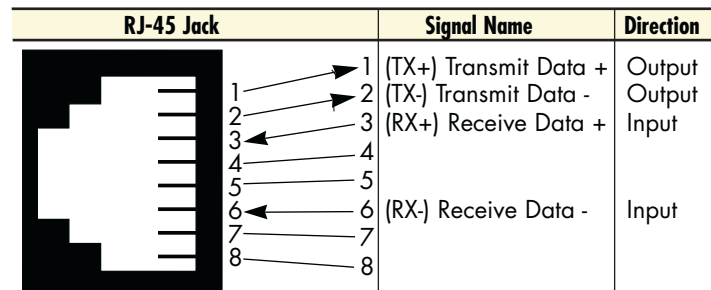 RJ-45 Jack Signal Name Direction
1 1 (TX+) Transmit Data + Output
2 2 (TX-) Transmit Data - Output
3 3 (RX+) Receive Data + Input
4 4
5 5
6 6 (RX-) Receive Data - Input
7 7
8 8